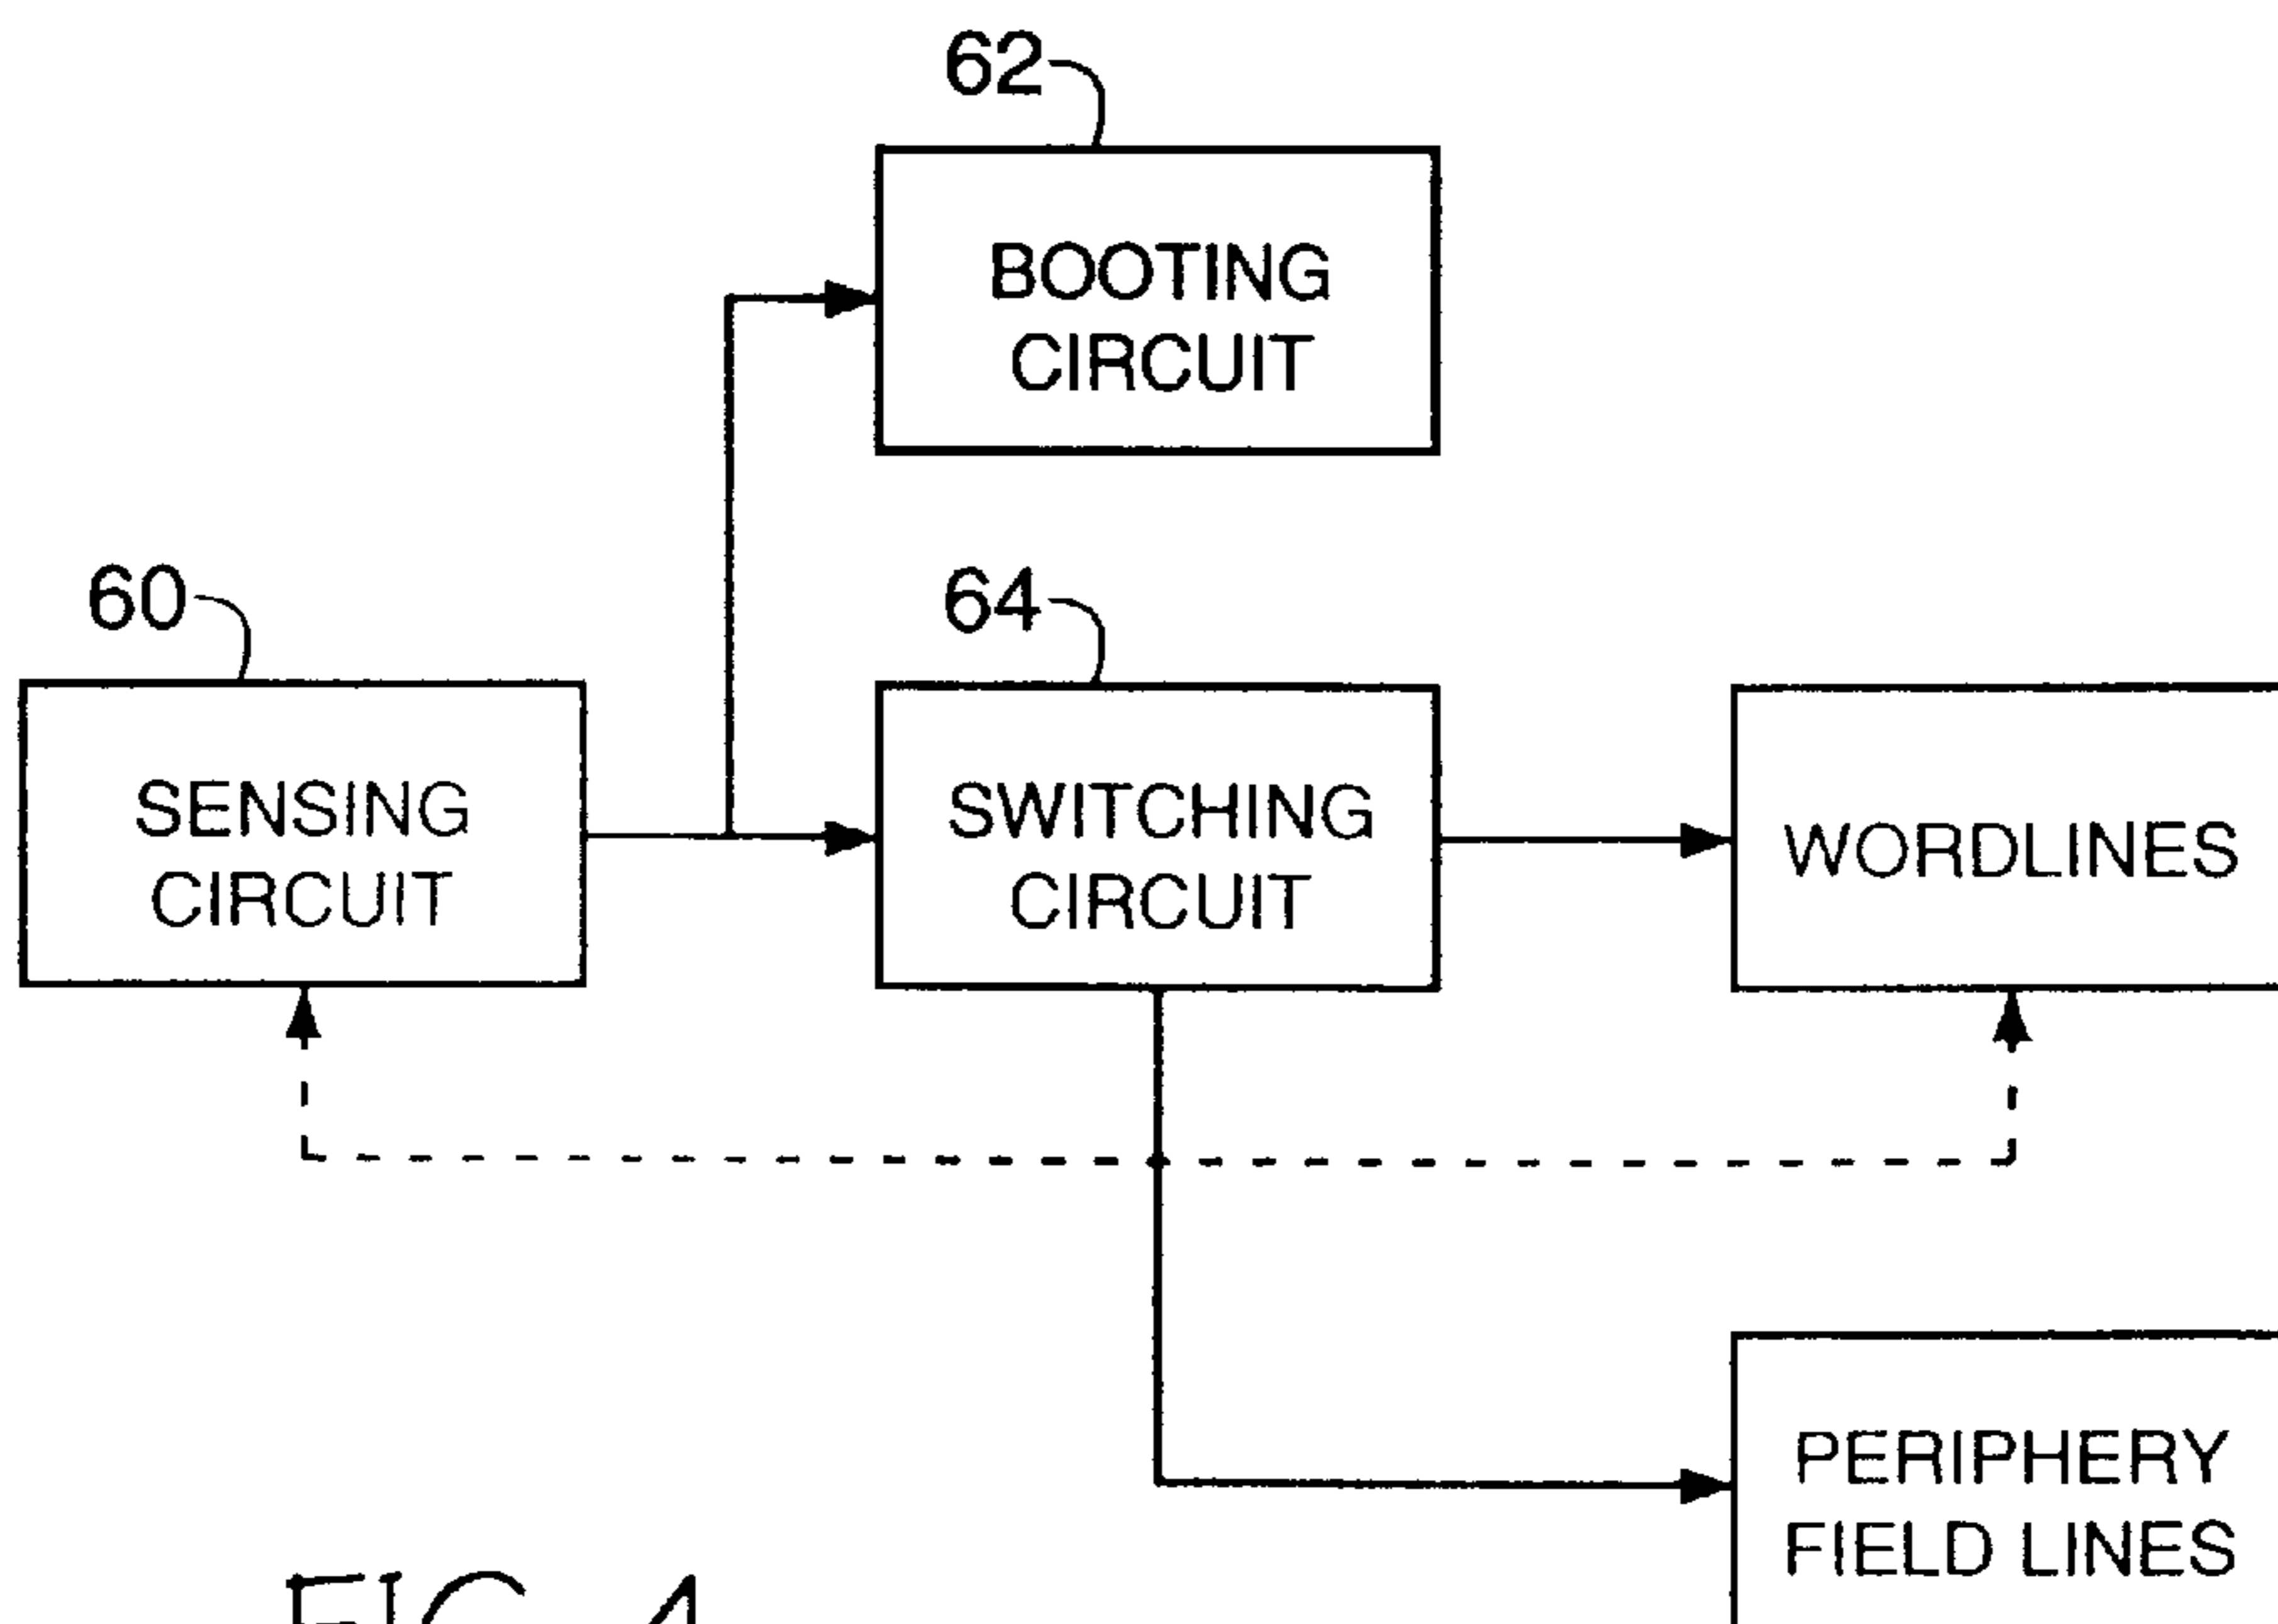 62
BOOTING
CIRCUIT
60
64
SENSING
CIRCUIT
SWITCHING
CIRCUIT
WORDLINES
PERIPHERY
FIELD LINES